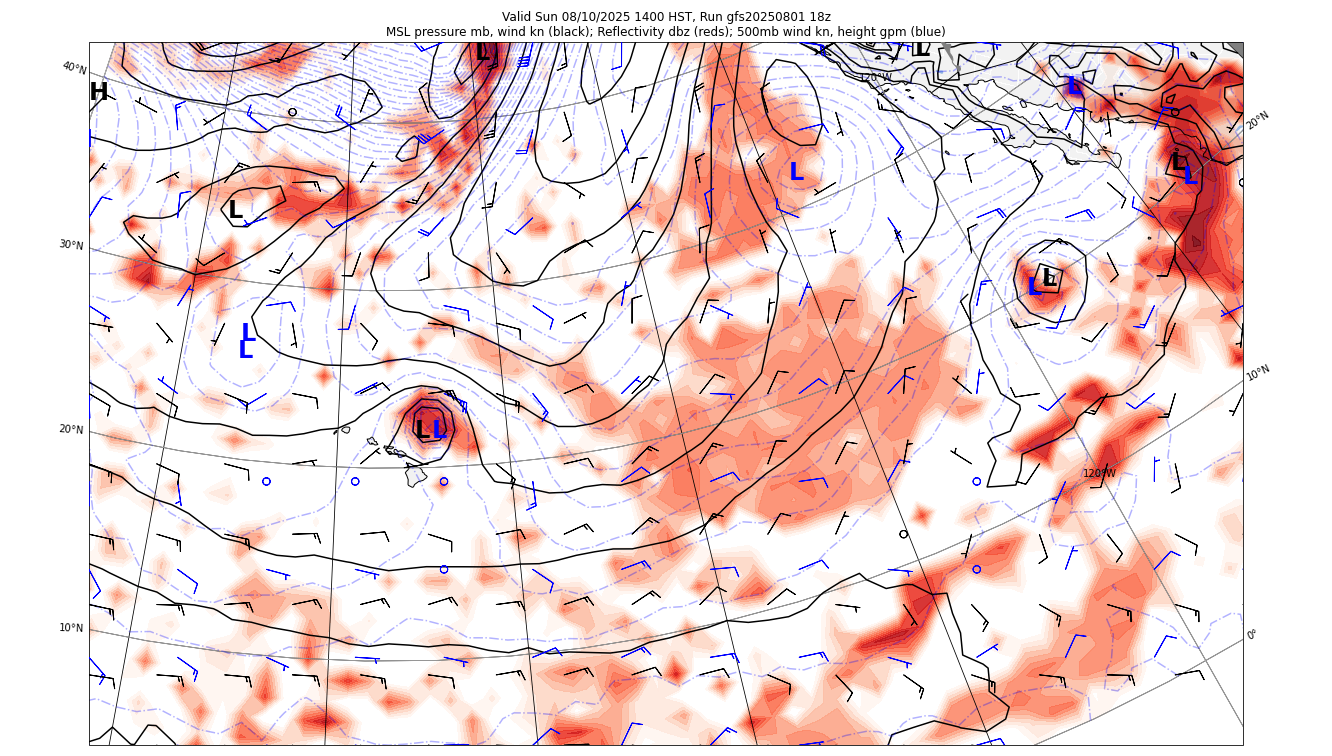 Valid Sun 08/10/2025 1400 HST, Run gfs20250801 18z
MSL pressure mb, wind kn (black); Reflectivity dbz (reds); 500mb wind kn, height gpm (blue)
L
L
40°N
120°W
H
L
20°N
L
L
L
L
30°N
L
L
L
L
10°N
20°N
L
L
120°W
10°N
0°